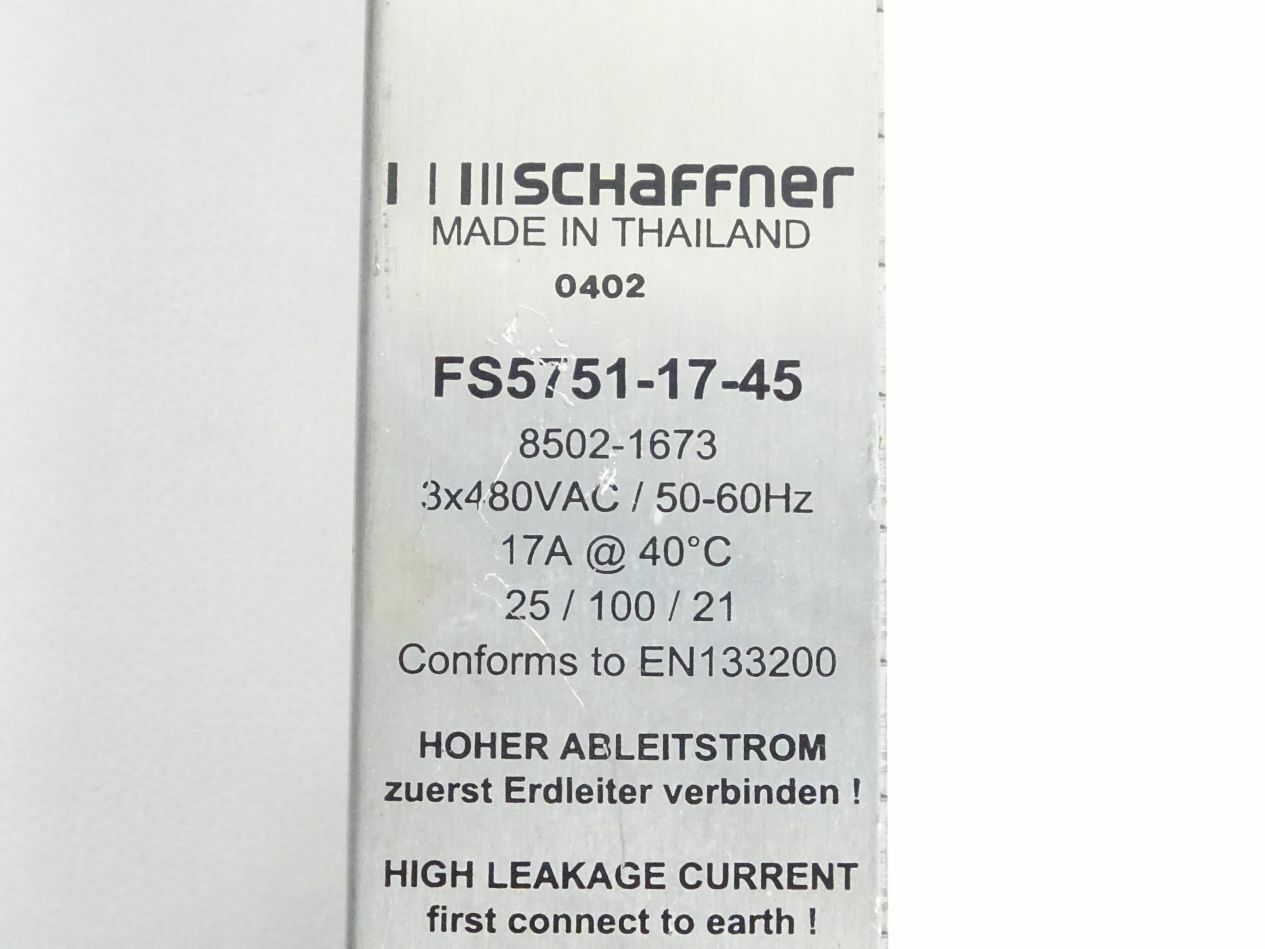 SCHaFFner
MADE IN THAILAND
0402
FS5751-17-45
8502-1673
3x480VAC / 50-60Hz
17A @ 40°C
25 / 100 / 21
Conforms to EN133200
HOHER ABLEITSTROM
zuerst Erdleiter verbinden !
HIGH LEAKAGE CURRENT
first connect to earth !